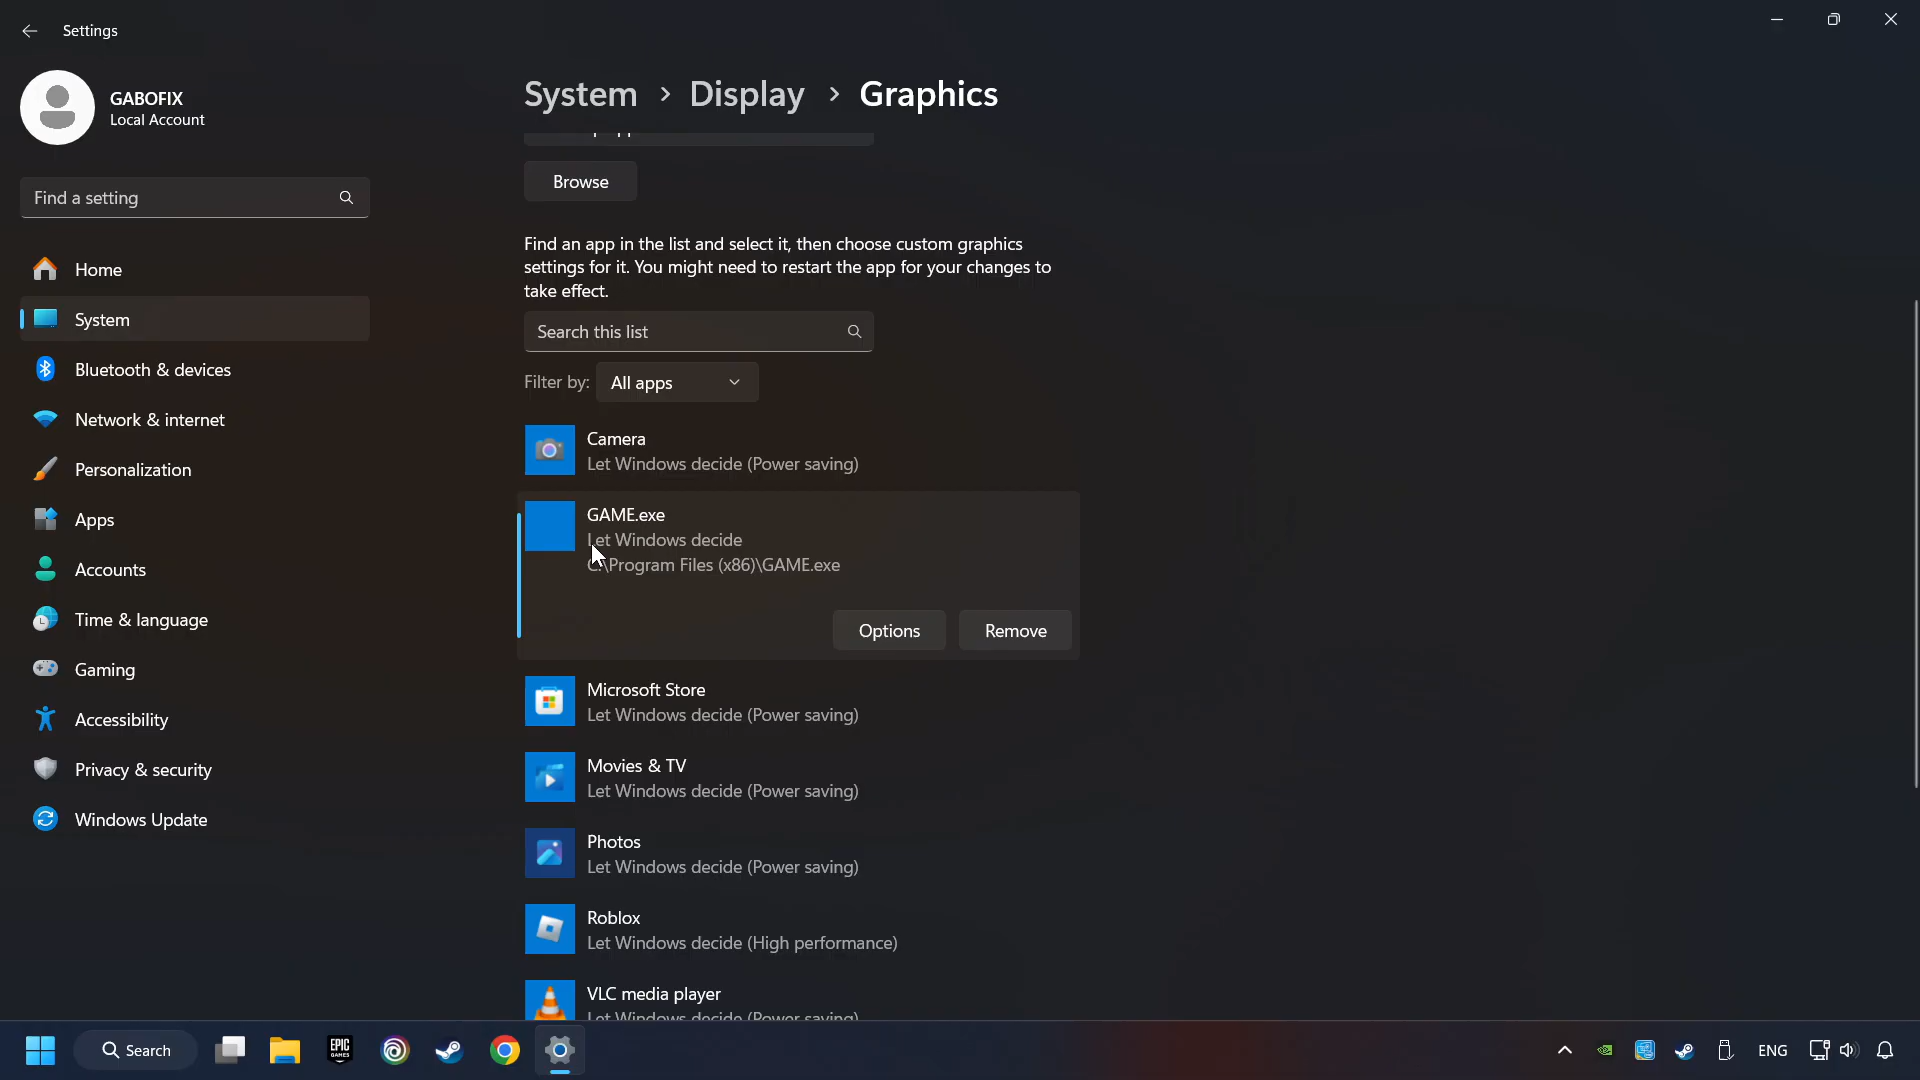 Settings
GABOFIX
Local Account
Find a setting
Home
System
Bluetooth & devices
Network & internet
Personalization
Apps
Accounts
Time & language
Gaming
Accessibility
Privacy & security
Windows Update
System > Display > Graphics
Browse
Find an app in the list and select it, then choose custom graphics
settings for it. You might need to restart the app for your changes to
take effect.
Search this list
Filter by: All apps
Camera
Let Windows decide (Power saving)
GAME.exe
Let Windows decide
C:\Program Files (x86)\GAME.exe
Options Remove
Microsoft Store
Let Windows decide (Power saving)
Movies & TV
Let Windows decide (Power saving)
Photos
Let Windows decide (Power saving)
Roblox
Let Windows decide (High performance)
VLC media player
Let Windows decide (Power saving)
Search
EPIC
GAMES
ENG